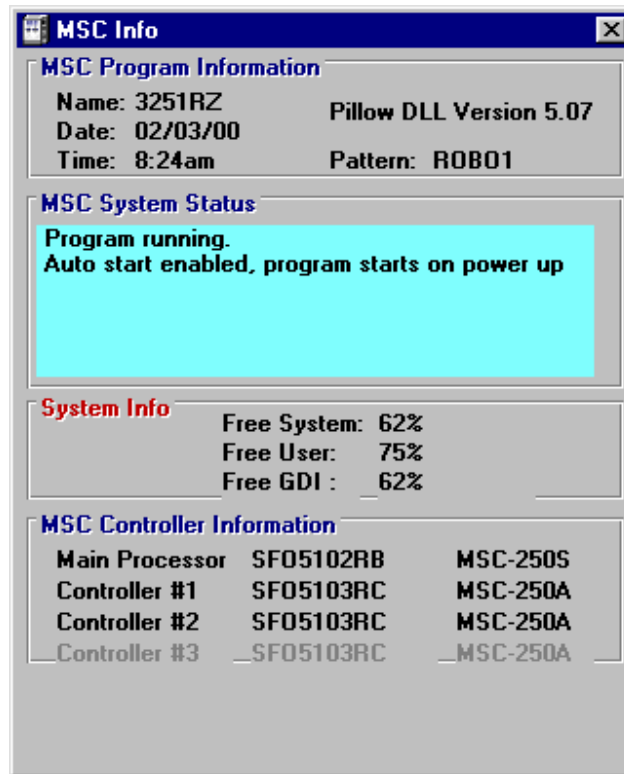 MSC Info
MSC Program Information
Name: 3251RZ
Pillow DLL Version 5.07
Date: 02/03/00
Time: 8:24am
Pattern: ROBO1
MSC System Status
Program running.
Auto start enabled, program starts on power up
System Info
Free System: 62%
Free User: 75%
Free GDI : 62%
MSC Controller Information
Main Processor SFO5102RB MSC-250S
Controller #1 SFO5103RC MSC-250A
Controller #2 SFO5103RC MSC-250A
Controller #3 SFO5103RC MSC-250A